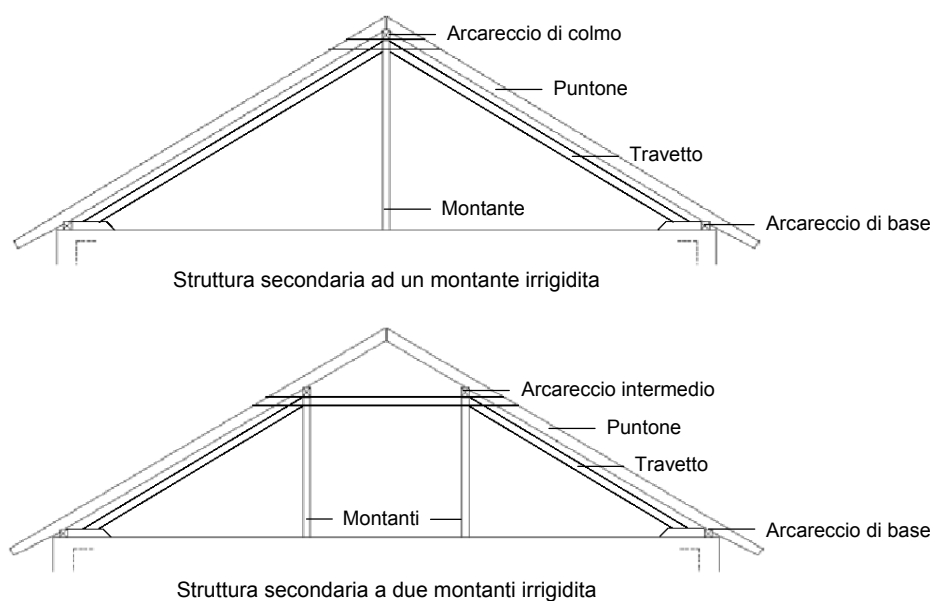 Arcareccio di colmo
Puntone
Travetto
Montante
Arcareccio di base
Struttura secondaria ad un montante irrigidita
Arcareccio intermedio
Puntone
Travetto
Montanti
Arcareccio di base
Struttura secondaria a due montanti irrigidita